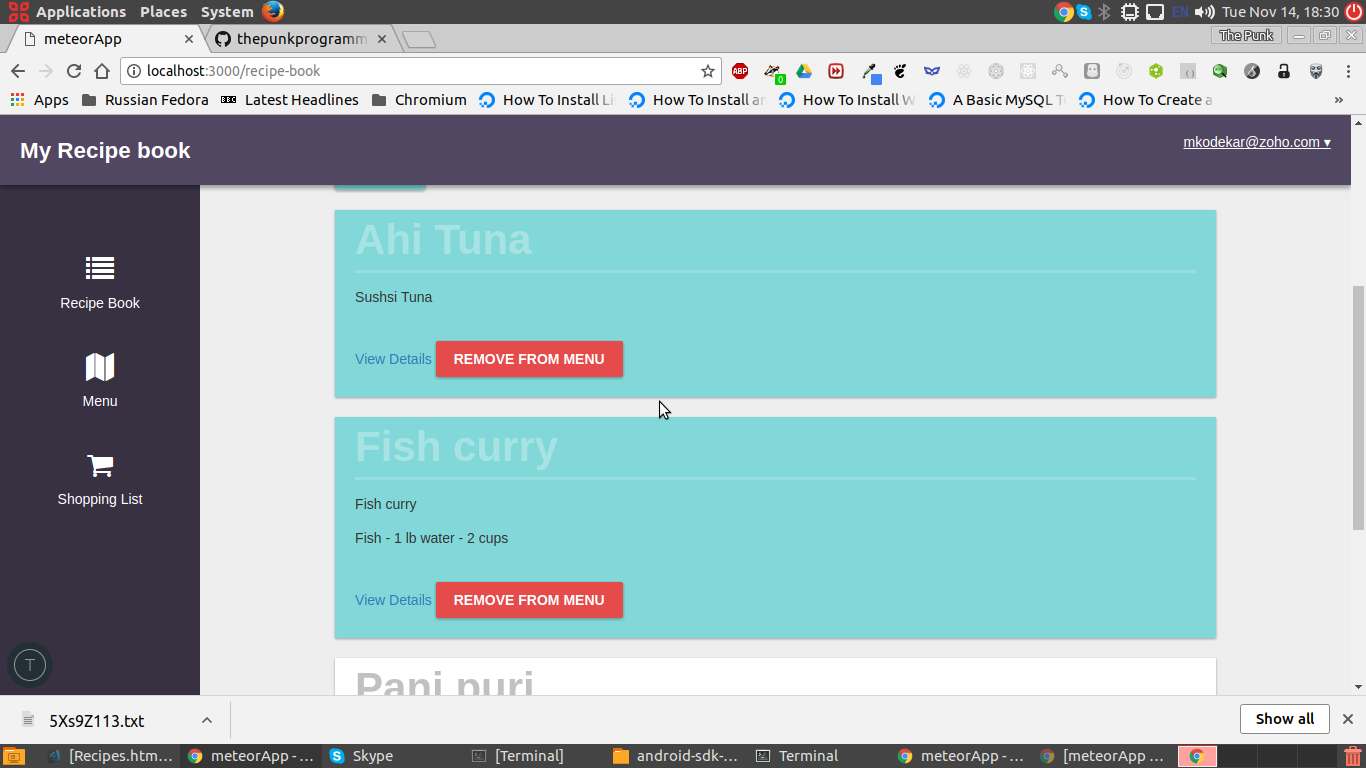 Applications Places System EN Tue Nov 14, 18:30
meteorApp thepunkprogramm The Punk
localhost:3000/recipe-book ABP 0
Apps Russian Fedora BBC Latest Headlines Chromium How To Install Li How To Install ar How To Install W A Basic MySQL T How To Create a »
My Recipe book
mkodekar@zoho.com ▾
Recipe Book
Menu
Shopping List
T
Ahi Tuna
Sushsi Tuna
View Details REMOVE FROM MENU
Fish curry
Fish curry
Fish - 1 lb water - 2 cups
View Details REMOVE FROM MENU
Pani puri
5Xs9Z113.txt Show all
[Recipes.htm... meteorApp - ... Skype [Terminal] android-sdk-... Terminal meteorApp - ... [meteorApp ...